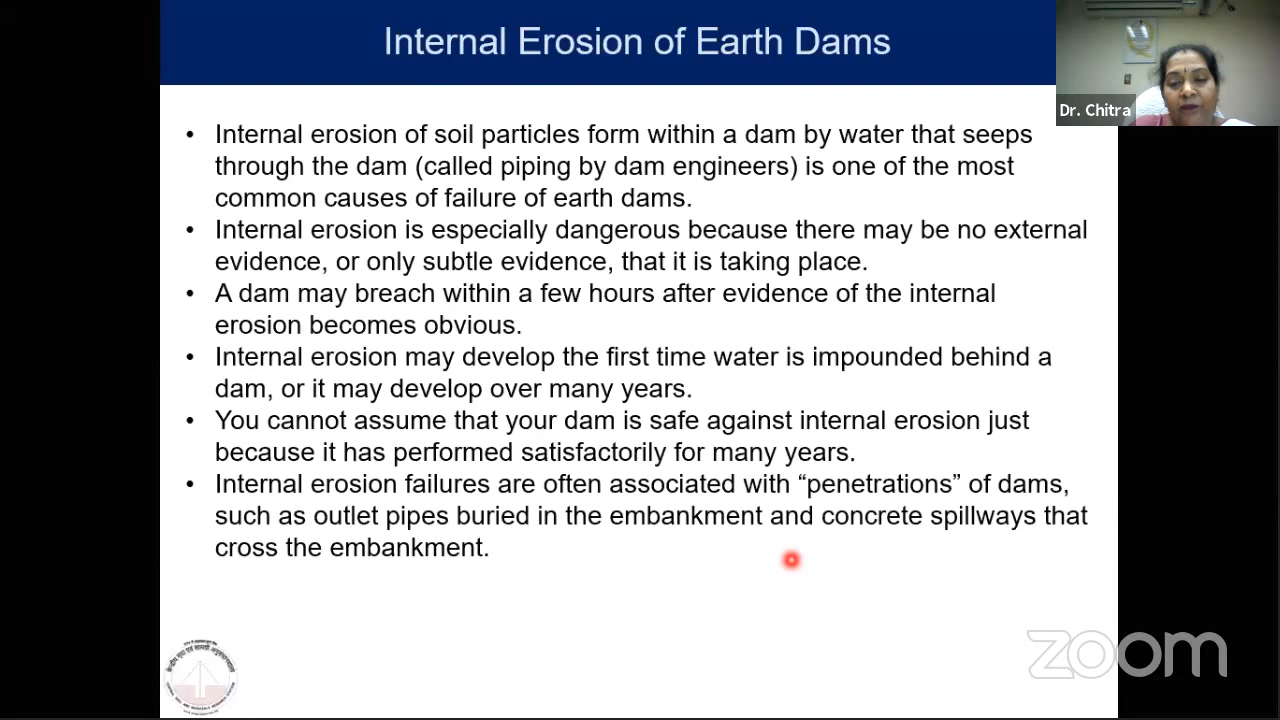 Internal Erosion of Earth Dams
Dr. Chitra
• Internal erosion of soil particles form within a dam by water that seeps
through the dam (called piping by dam engineers) is one of the most
common causes of failure of earth dams.
• Internal erosion is especially dangerous because there may be no external
evidence, or only subtle evidence, that it is taking place.
• A dam may breach within a few hours after evidence of the internal
erosion becomes obvious.
• Internal erosion may develop the first time water is impounded behind a
dam, or it may develop over many years.
• You cannot assume that your dam is safe against internal erosion just
because it has performed satisfactorily for many years.
• Internal erosion failures are often associated with “penetrations” of dams,
such as outlet pipes buried in the embankment and concrete spillways that
cross the embankment.
zoom